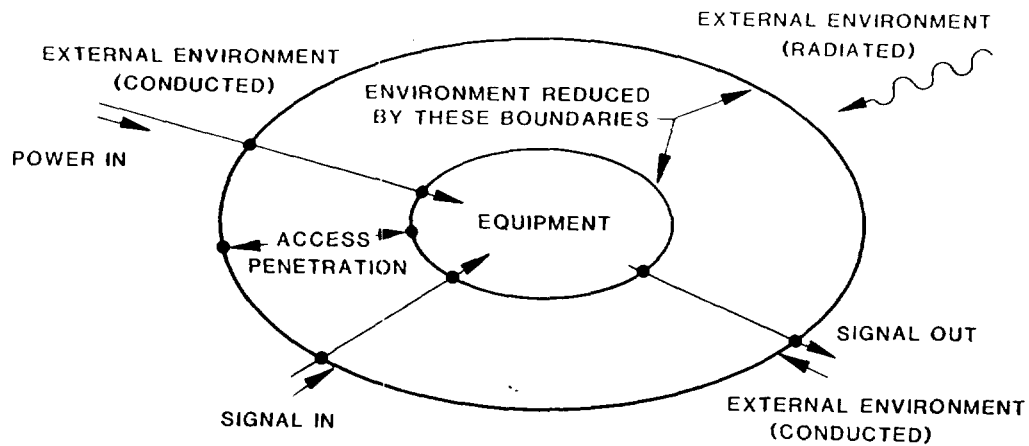 EXTERNAL ENVIRONMENT
(RADIATED)
EXTERNAL ENVIRONMENT
(CONDUCTED)
ENVIRONMENT REDUCED
BY THESE BOUNDARIES
POWER IN
EQUIPMENT
ACCESS
PENETRATION
SIGNAL OUT
SIGNAL IN
EXTERNAL ENVIRONMENT
(CONDUCTED)